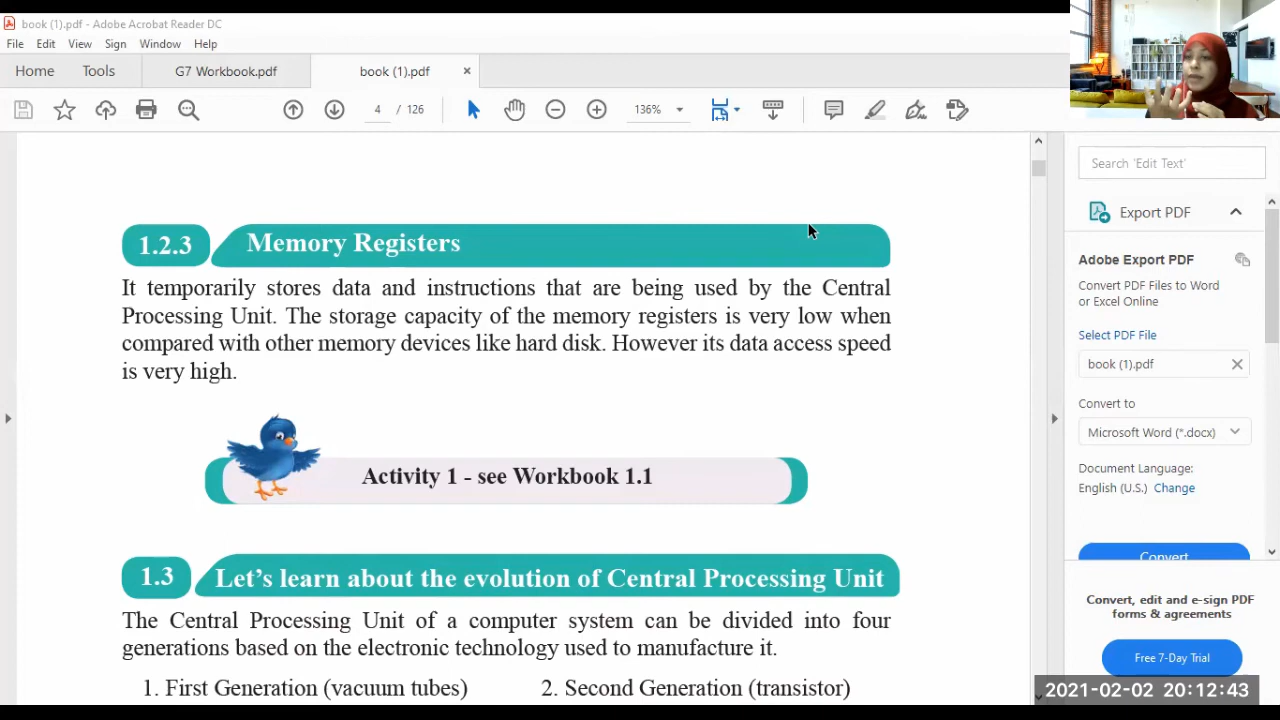 book (1).pdf - Adobe Acrobat Reader DC
File Edit View Sign Window Help
Home Tools G7 Workbook.pdf book (1).pdf ×
4 / 126 136%
Search 'Edit Text'
Export PDF
Adobe Export PDF
Convert PDF Files to Word
or Excel Online
Select PDF File
book (1).pdf
Convert to
Microsoft Word (*.docx)
Document Language:
English (U.S.) Change
Convert
Convert, edit and e-sign PDF
forms & agreements
Free 7-Day Trial
2021-02-02 20:12:43
1.2.3 Memory Registers
It temporarily stores data and instructions that are being used by the Central
Processing Unit. The storage capacity of the memory registers is very low when
compared with other memory devices like hard disk. However its data access speed
is very high.
Activity 1 - see Workbook 1.1
1.3 Let's learn about the evolution of Central Processing Unit
The Central Processing Unit of a computer system can be divided into four
generations based on the electronic technology used to manufacture it.
1. First Generation (vacuum tubes) 2. Second Generation (transistor)